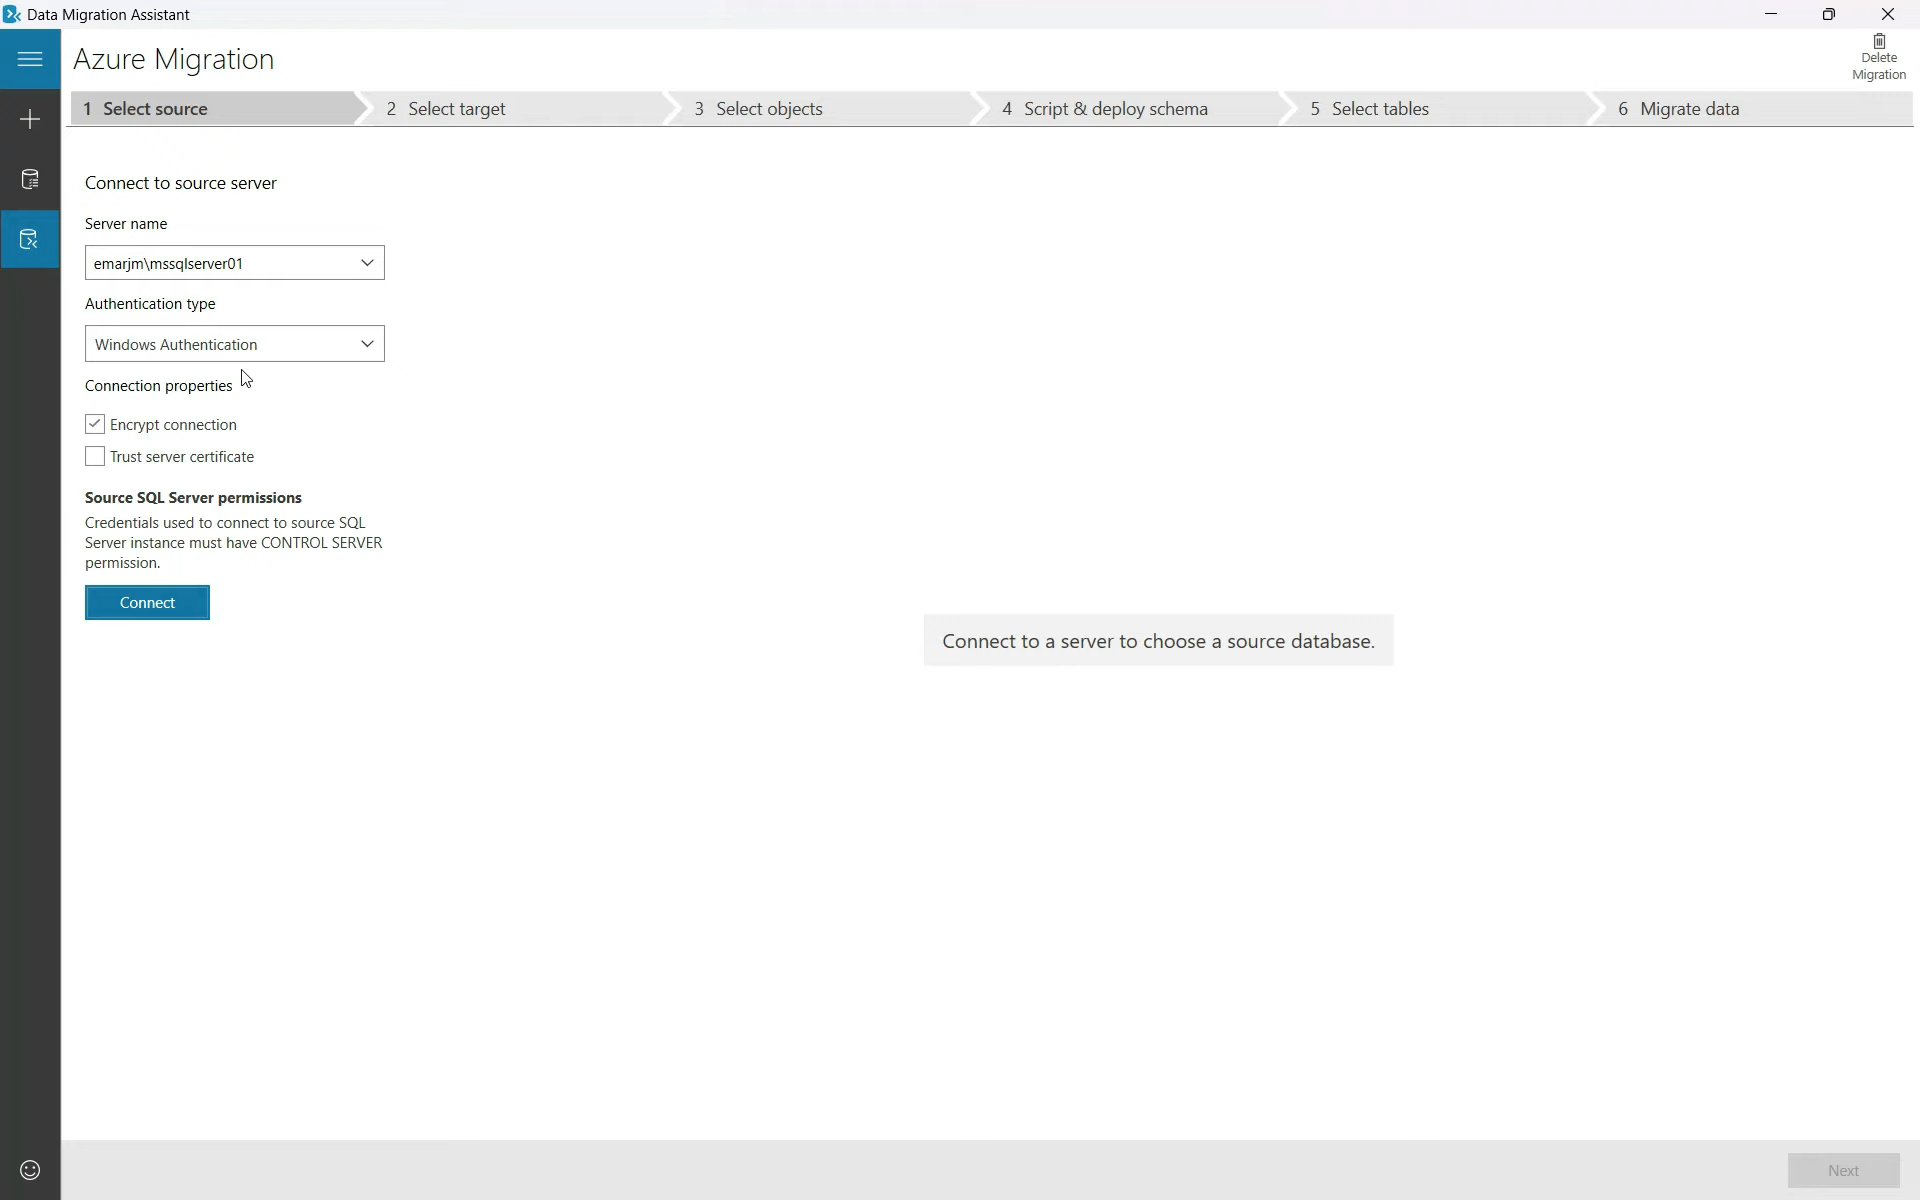 Data Migration Assistant
Azure Migration
Delete
Migration
1 Select source
2 Select target
3 Select objects
4 Script & deploy schema
5 Select tables
6 Migrate data
Connect to source server
Server name
emarjm\mssqlserver01
Authentication type
Windows Authentication
Connection properties
Encrypt connection
Trust server certificate
Source SQL Server permissions
Credentials used to connect to source SQL
Server instance must have CONTROL SERVER
permission.
Connect
Connect to a server to choose a source database.
Next